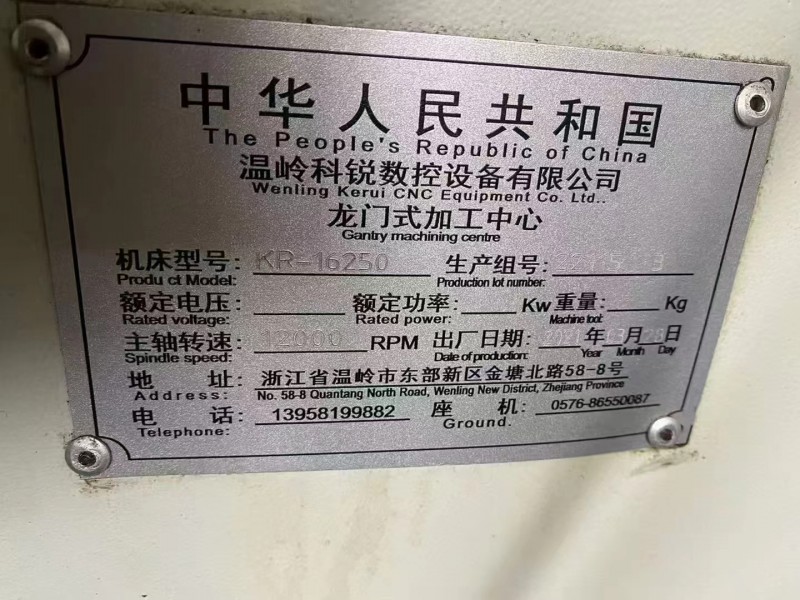 中华人民共和国
The People's Republic of China
温岭科锐数控设备有限公司
Wenling Kerui CNC Equipment Co. Ltd..
龙门式加工中心
Gantry machining centre
机床型号: KR-16250 生产组号:
Produ ct Model: Production lot number:
额定电压: 额定功率: Kw 重量: Kg
Rated voltage: Rated power: Machine tool:
主轴转速: 12000 RPM 出厂日期: 年 月 日
Spindle speed: Date of production: Year Month Day
地 址: 浙江省温岭市东部新区金塘北路58-8号
Address: No. 58-8 Quantang North Road, Wenling New District, Zhejiang Province
电 话: 13958199882 座 机: 0576-86550087
Telephone: Ground.